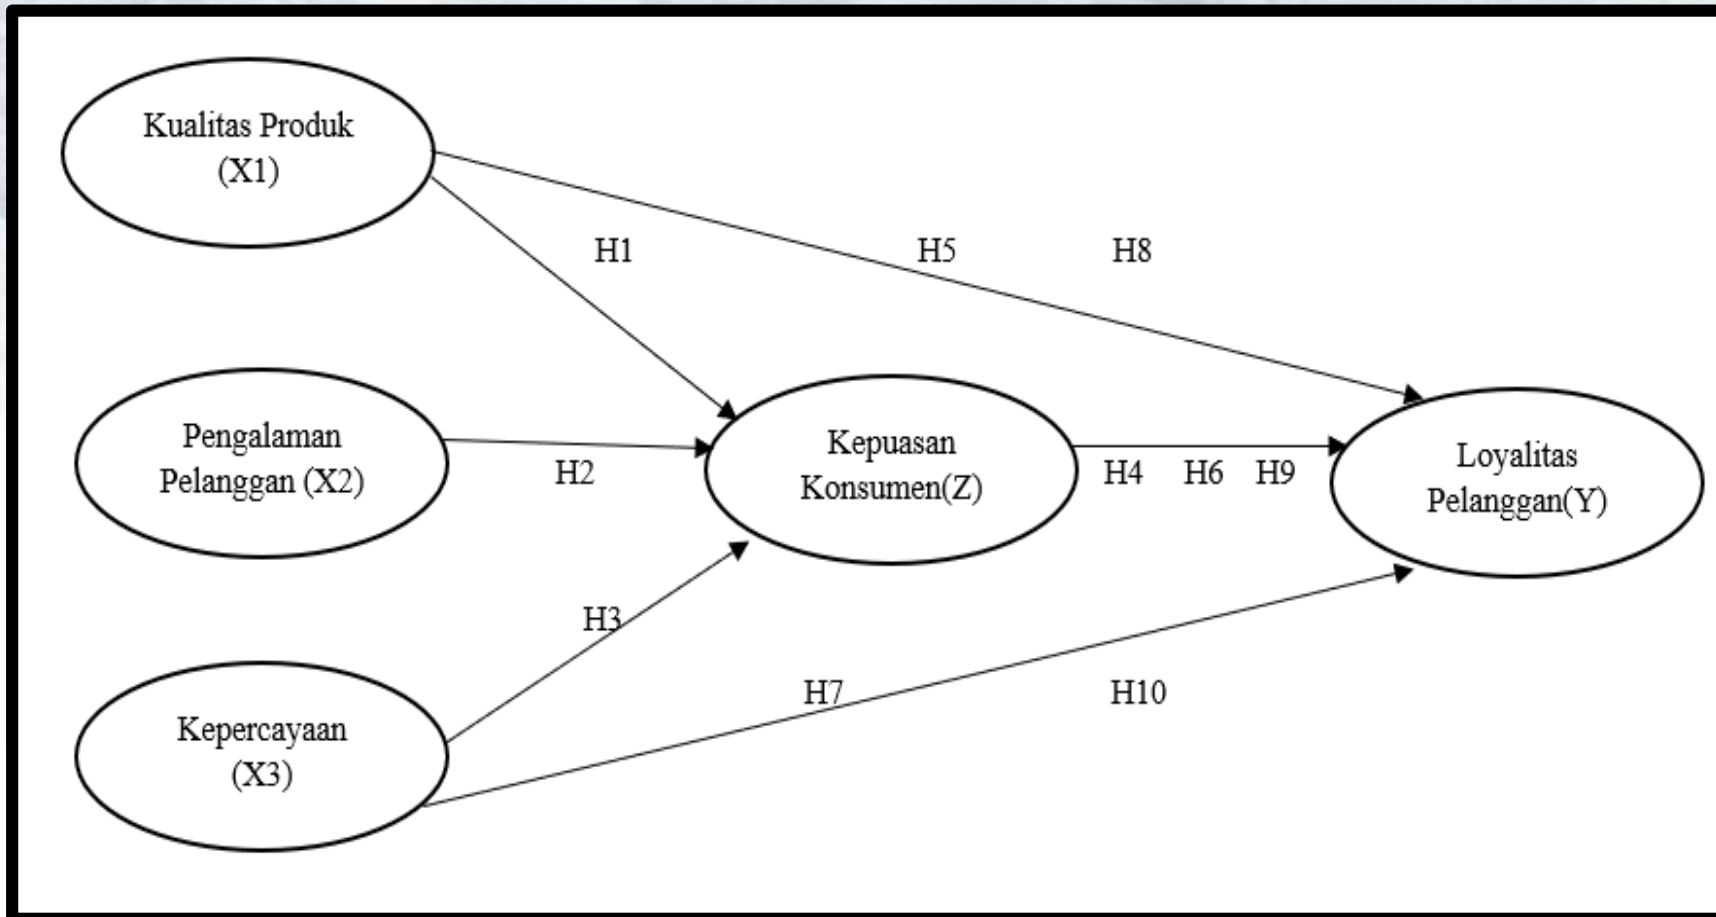 Kualitas Produk
(X1)
H1
H5
H8
Pengalaman
Pelanggan (X2)
H2
Kepuasan
Konsumen(Z)
H4
H6
H9
Loyalitas
Pelanggan(Y)
H3
Kepercayaan
(X3)
H7
H10